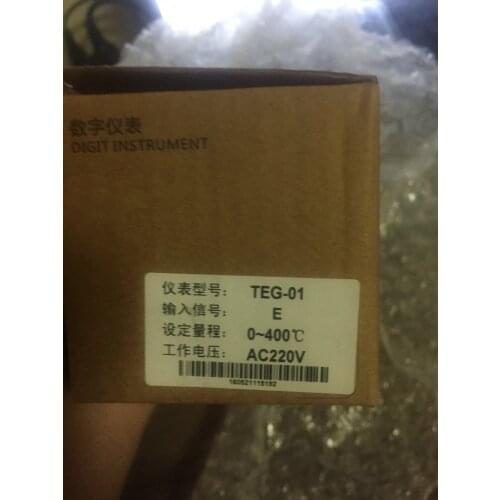 数字仪表
DIGIT INSTRUMENT
仪表型号： TEG-01
输入信号： E
设定量程： 0~400℃
工作电压： AC220V
160621118192